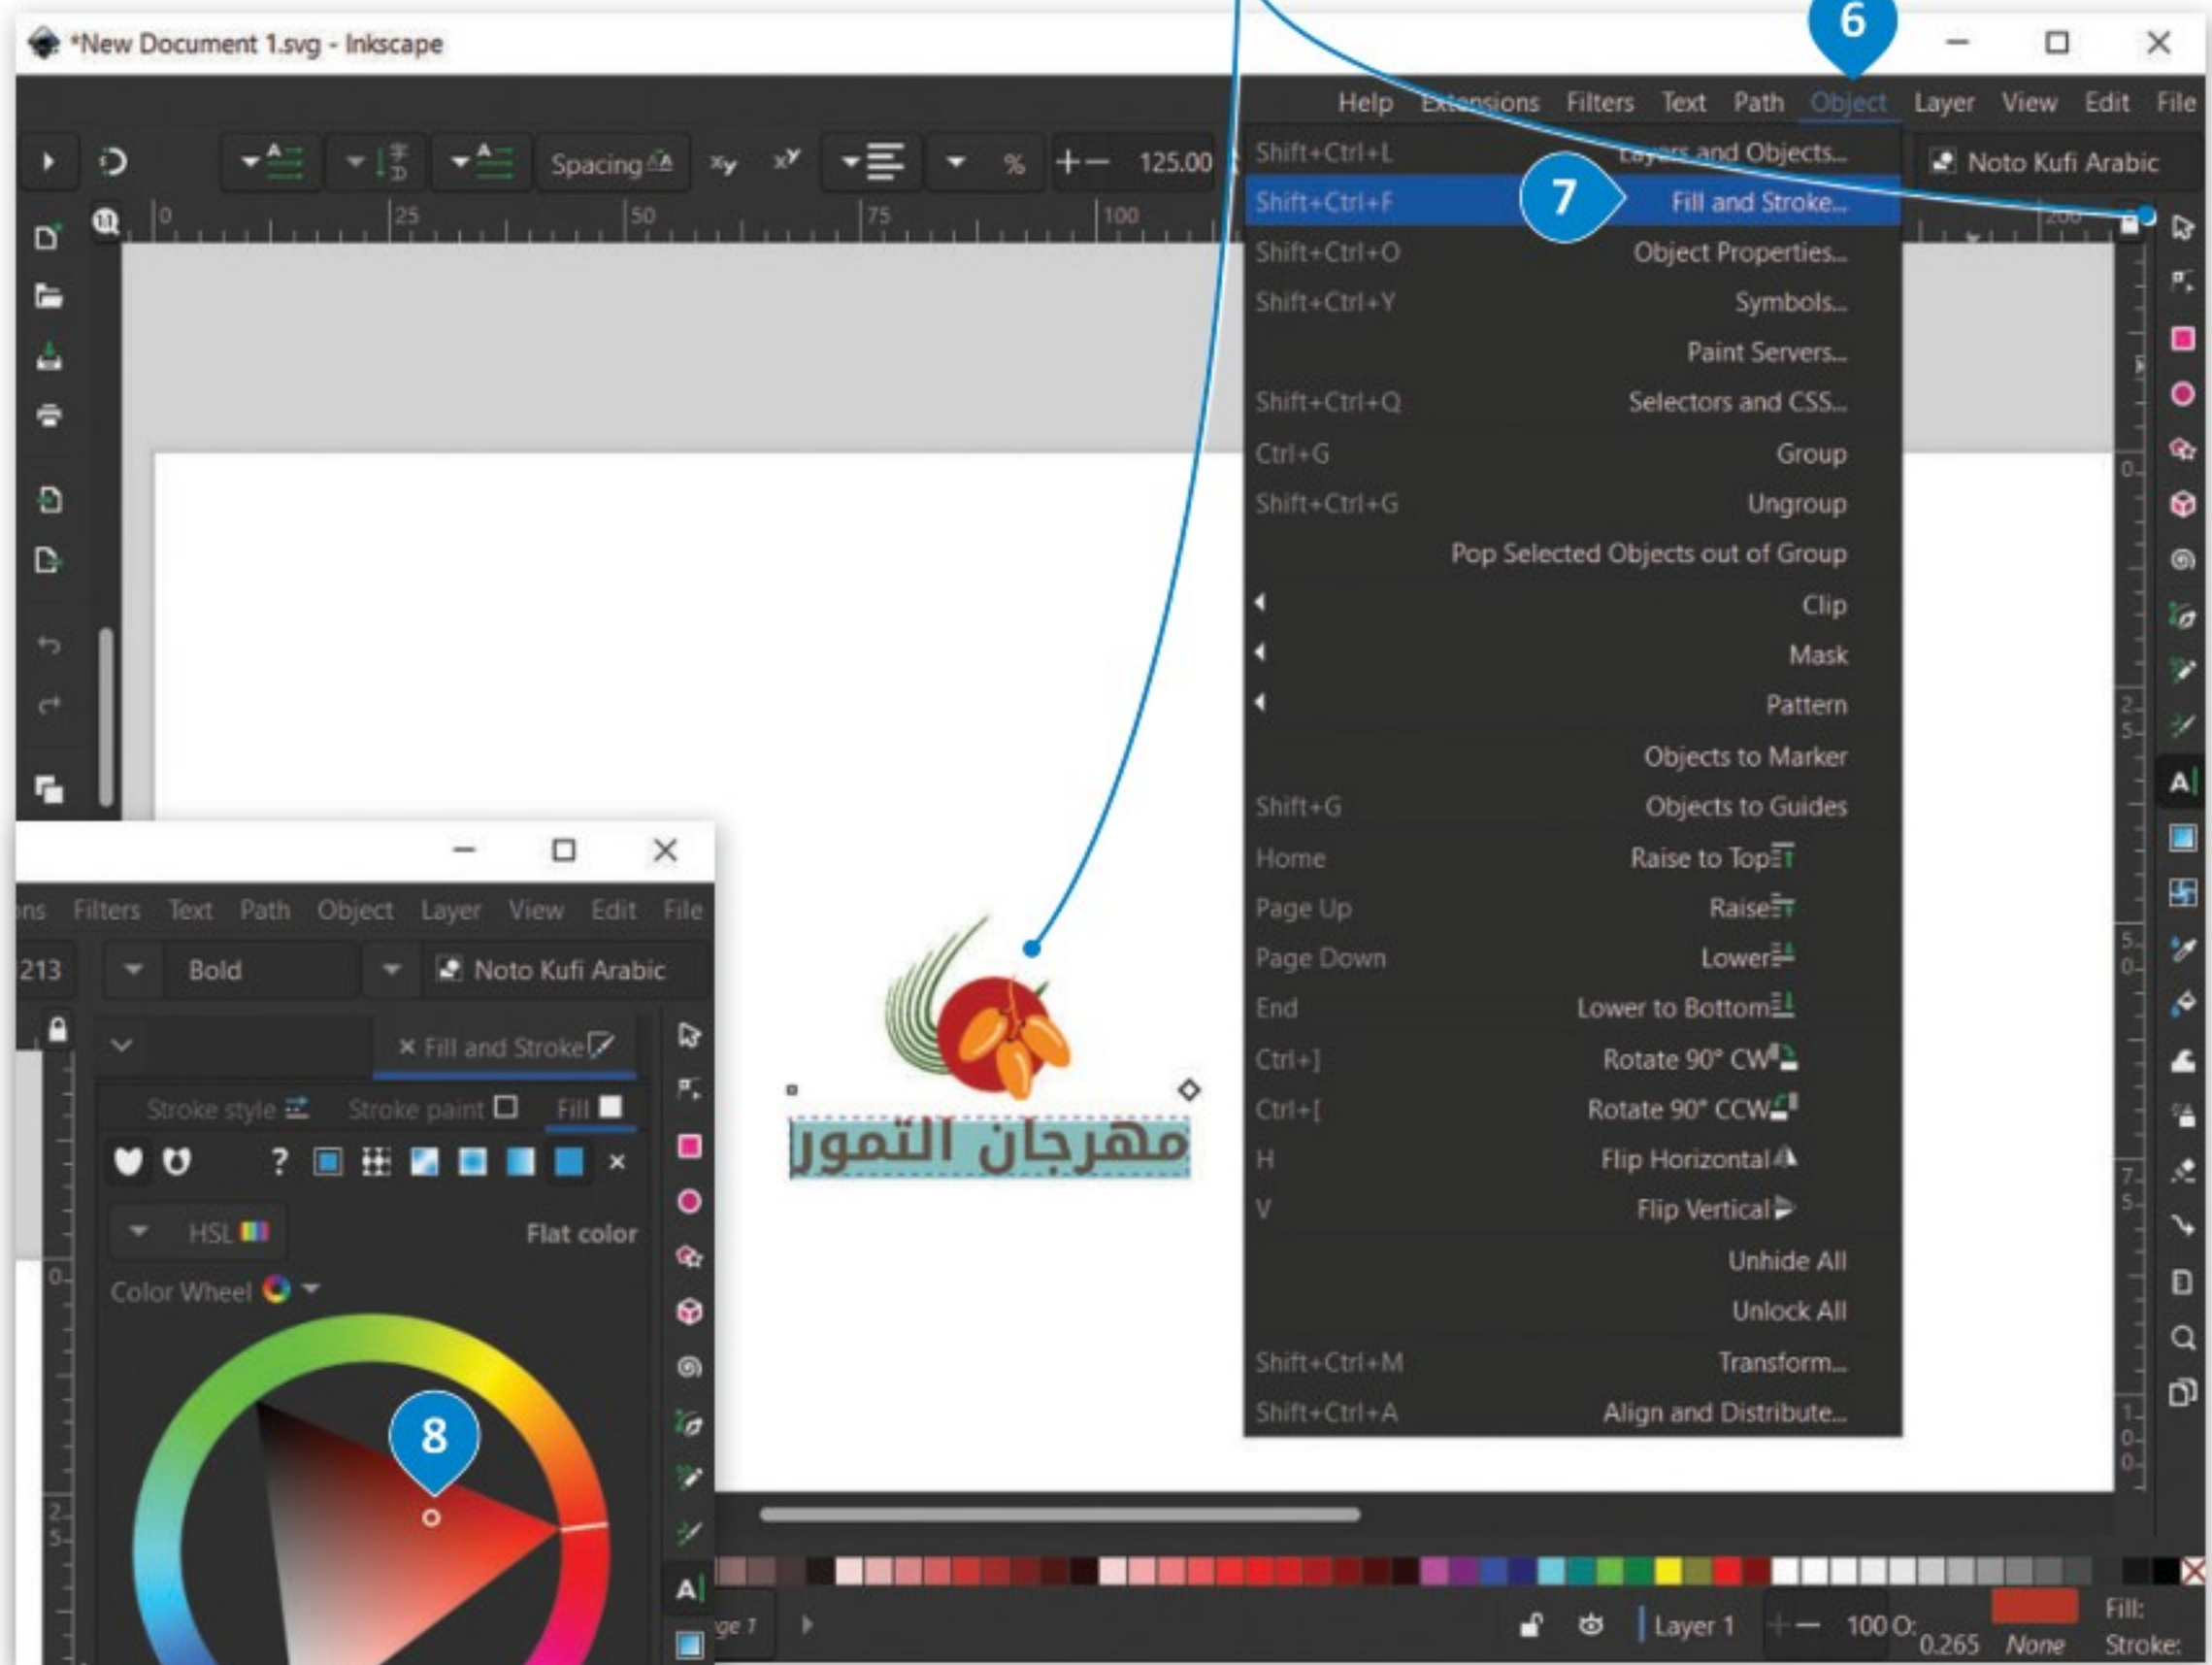 6
*New Document 1.svg - Inkscape
Help Extensions Filters Text Path Object Layer View Edit File
Spacing % 125.00 Noto Kufi Arabic
0 25 50 75 100 200
Shift+Ctrl+L Layers and Objects...
Shift+Ctrl+F 7 Fill and Stroke...
Shift+Ctrl+O Object Properties...
Shift+Ctrl+Y Symbols...
Paint Servers...
Shift+Ctrl+Q Selectors and CSS...
Ctrl+G Group
Shift+Ctrl+G Ungroup
Pop Selected Objects out of Group
Clip
Mask
Pattern
Objects to Marker
Shift+G Objects to Guides
Home Raise to Top
Page Up Raise
Page Down Lower
End Lower to Bottom
Ctrl+] Rotate 90° CW
Ctrl+[ Rotate 90° CCW
H Flip Horizontal
V Flip Vertical
Unhide All
Unlock All
Shift+Ctrl+M Transform...
Shift+Ctrl+A Align and Distribute...
مهرجان التمور
ons Filters Text Path Object Layer View Edit File
213 Bold Noto Kufi Arabic
Fill and Stroke
Stroke style Stroke paint Fill
?
HSL Flat color
Color Wheel
8
ge 1 Layer 1 100 O: Fill:
0.265 None Stroke: